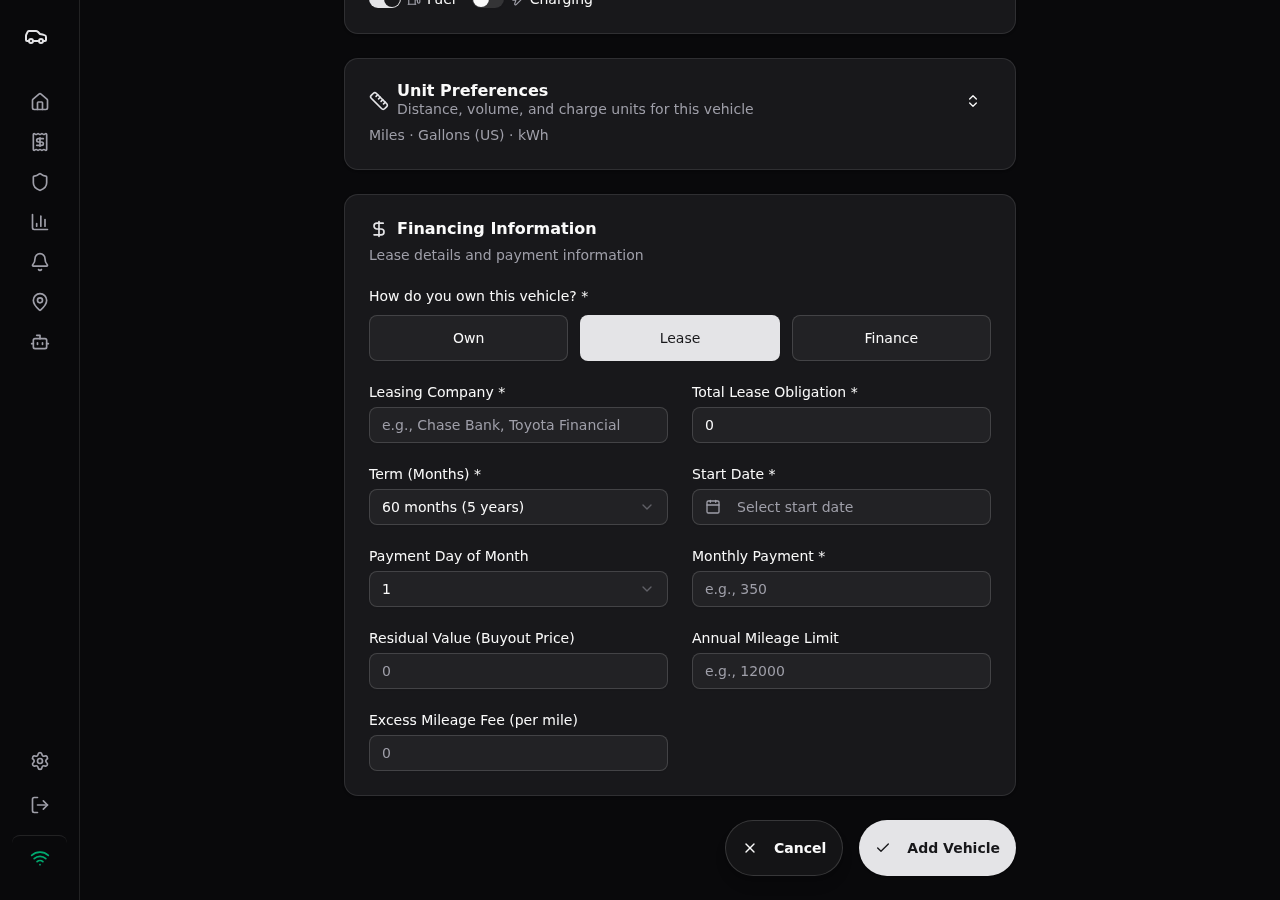 Fuel Charging
Unit Preferences
Distance, volume, and charge units for this vehicle
Miles · Gallons (US) · kWh
Financing Information
Lease details and payment information
How do you own this vehicle? *
Own Lease Finance
Leasing Company * Total Lease Obligation *
e.g., Chase Bank, Toyota Financial 0
Term (Months) * Start Date *
60 months (5 years) Select start date
Payment Day of Month Monthly Payment *
1 e.g., 350
Residual Value (Buyout Price) Annual Mileage Limit
0 e.g., 12000
Excess Mileage Fee (per mile)
0
Cancel Add Vehicle